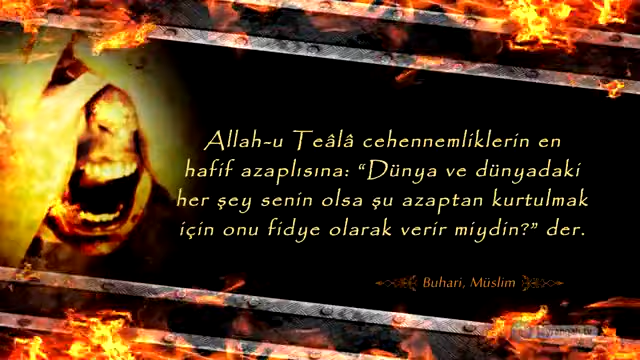 Allah-u Teâlâ cehennemliklerin en
hafif azaplısına: “Dünya ve dünyadaki
her şey senin olsa şu azaptan kurtulmak
için onu fidye olarak verir miydin?” der.
Buhari, Müslim